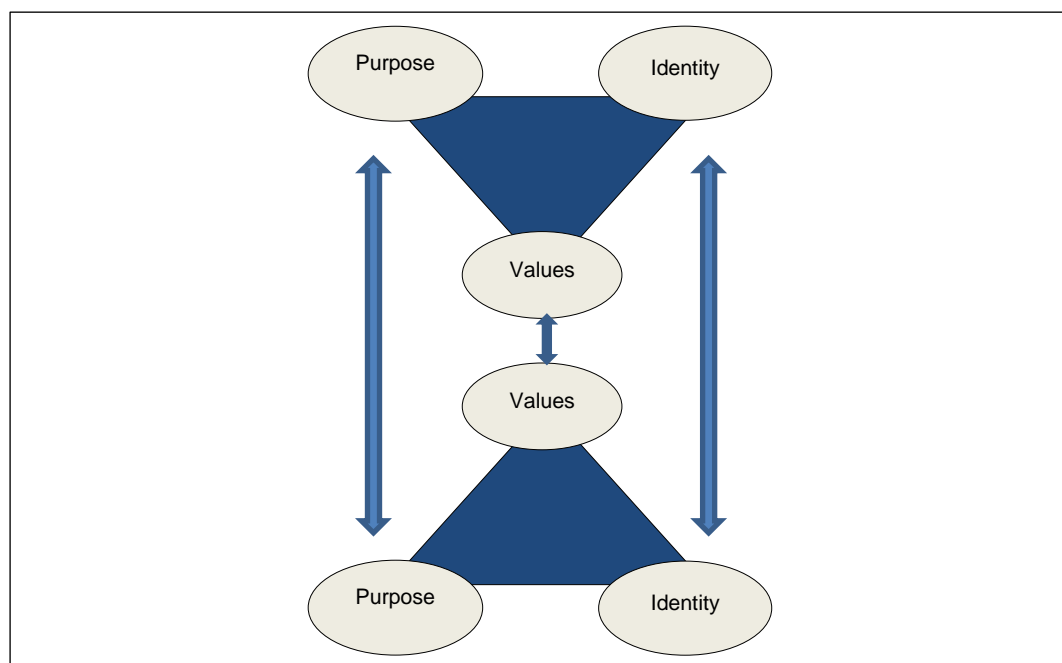 Purpose
Identity
Values
Values
Purpose
Identity